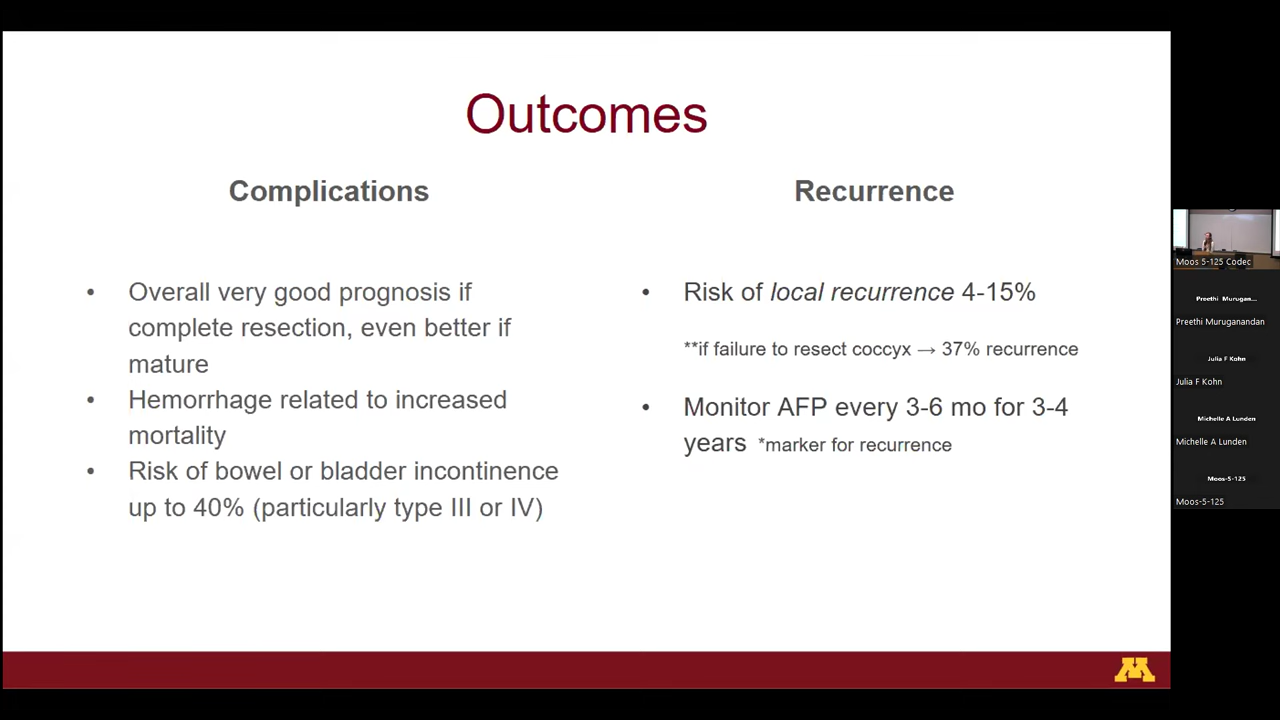 Outcomes
Complications
Overall very good prognosis if
complete resection, even better if
mature
Hemorrhage related to increased
mortality
Risk of bowel or bladder incontinence
up to 40% (particularly type III or IV)
Recurrence
Risk of local recurrence 4-15%
**if failure to resect coccyx → 37% recurrence
Monitor AFP every 3-6 mo for 3-4
years *marker for recurrence
M
Moos 5-125 Codec
Preethi Murugan...
Preethi Muruganandan
Julia F Kohn
Julia F Kohn
Michelle A Lunden
Michelle A Lunden
Moos-5-125
Moos-5-125